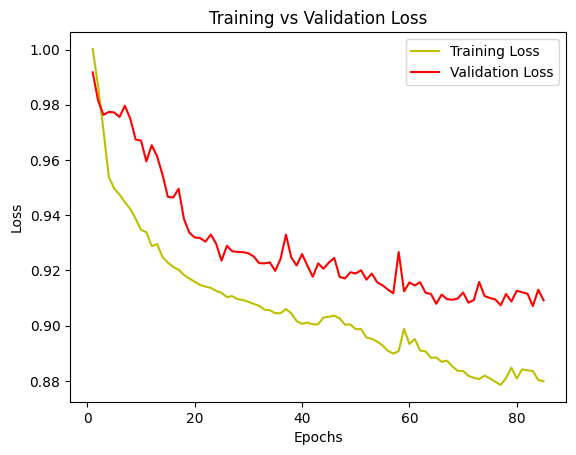 Training vs Validation Loss
Training Loss
Validation Loss
1.00
0.98
0.96
0.94
0.92
0.90
0.88
Loss
0
20
40
60
80
Epochs